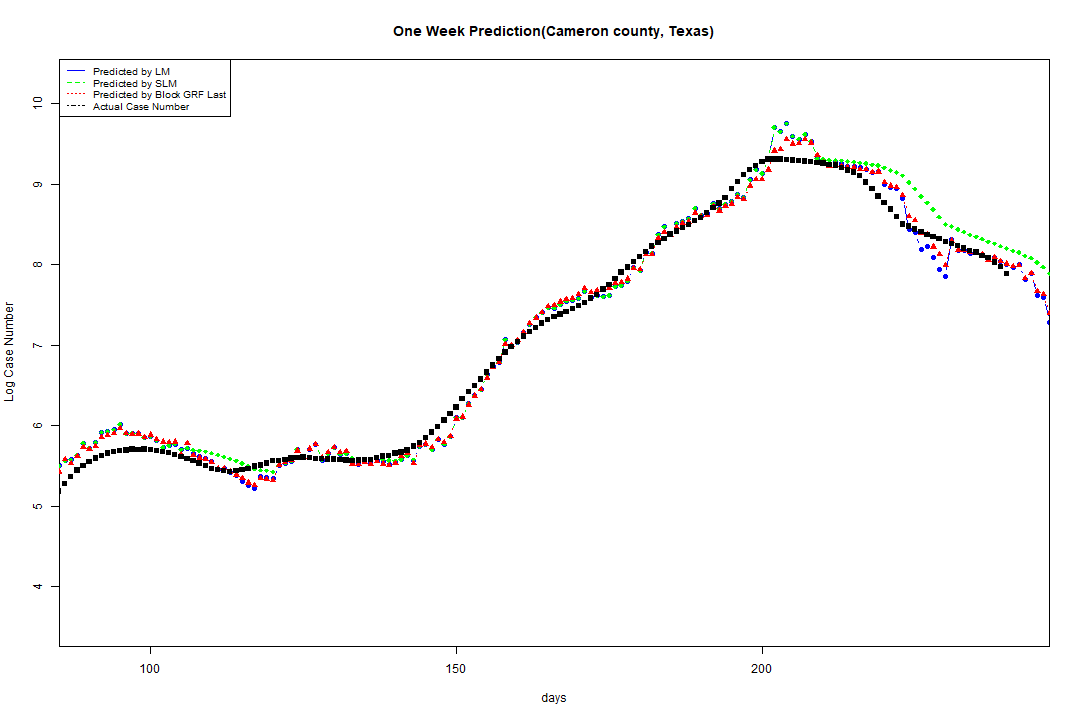 One Week Prediction(Cameron county, Texas)
Predicted by LM
Predicted by SLM
Predicted by Block GRF Last
Actual Case Number
10
9
8
7
6
5
4
Log Case Number
100 150 200
days